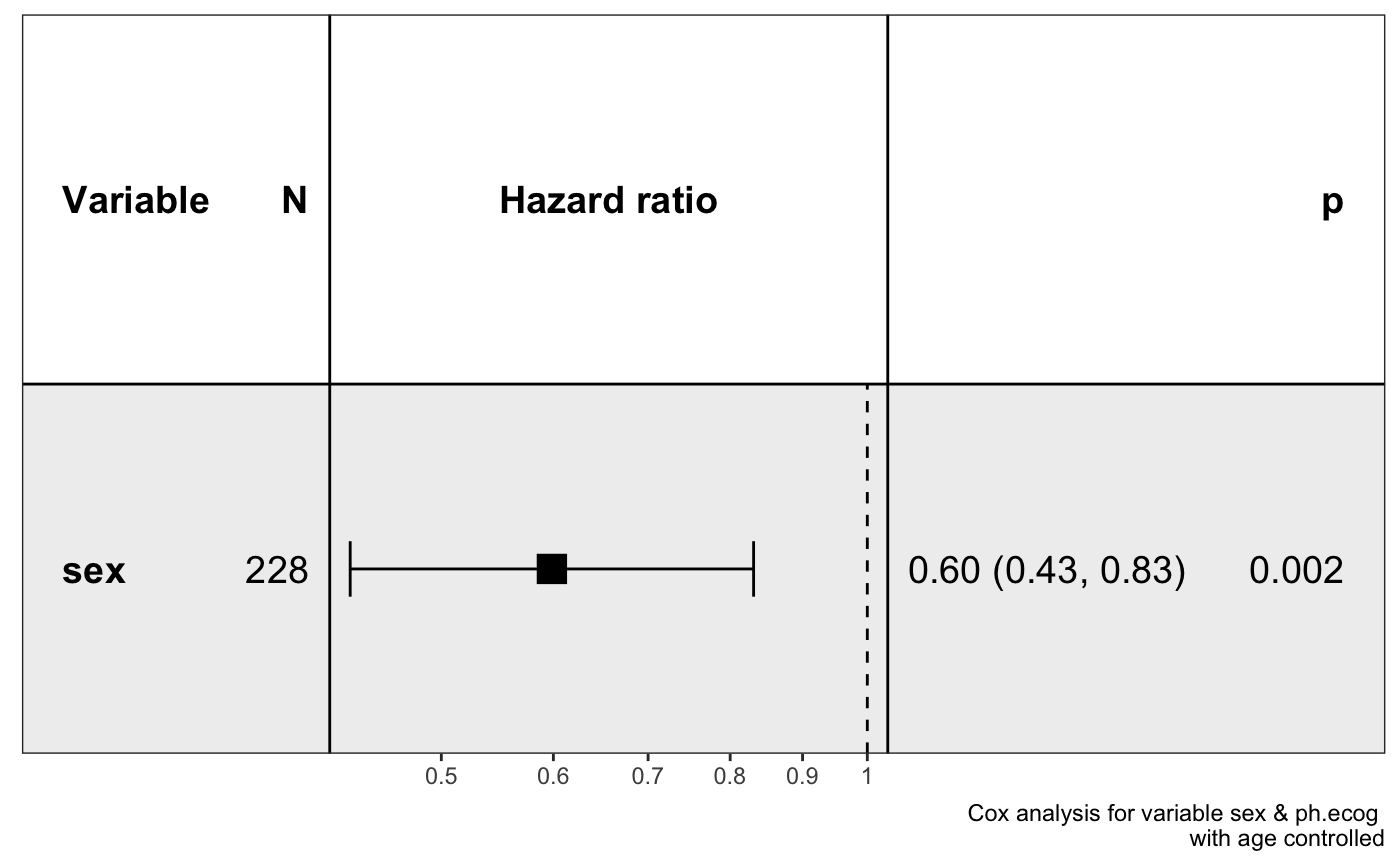 Variable N Hazard ratio p
sex 228 0.60 (0.43, 0.83) 0.002
0.5 0.6 0.7 0.8 0.9 1
Cox analysis for variable sex & ph.ecog
with age controlled